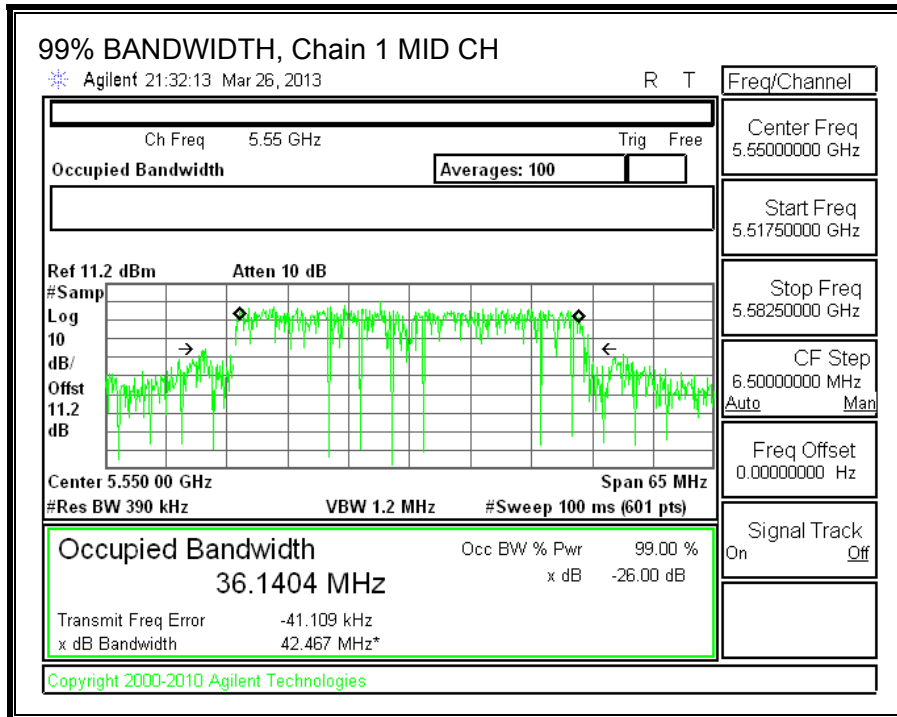 99% BANDWIDTH, Chain 1 MID CH
Agilent 21:32:13 Mar 26, 2013 R T
Freq/Channel
Ch Freq 5.55 GHz Trig Free
Occupied Bandwidth Averages: 100
Center Freq
5.55000000 GHz
Start Freq
5.51750000 GHz
Stop Freq
5.58250000 GHz
CF Step
6.50000000 MHz
Auto Man
Freq Offset
0.00000000 Hz
Signal Track
On Off
Ref 11.2 dBm Atten 10 dB
#Samp
Log
10
dB/
Offst
11.2
dB
Center 5.550 00 GHz Span 65 MHz
#Res BW 390 kHz VBW 1.2 MHz #Sweep 100 ms (601 pts)
Occupied Bandwidth Occ BW % Pwr 99.00 %
36.1404 MHz x dB -26.00 dB
Transmit Freq Error -41.109 kHz
x dB Bandwidth 42.467 MHz*
Copyright 2000-2010 Agilent Technologies